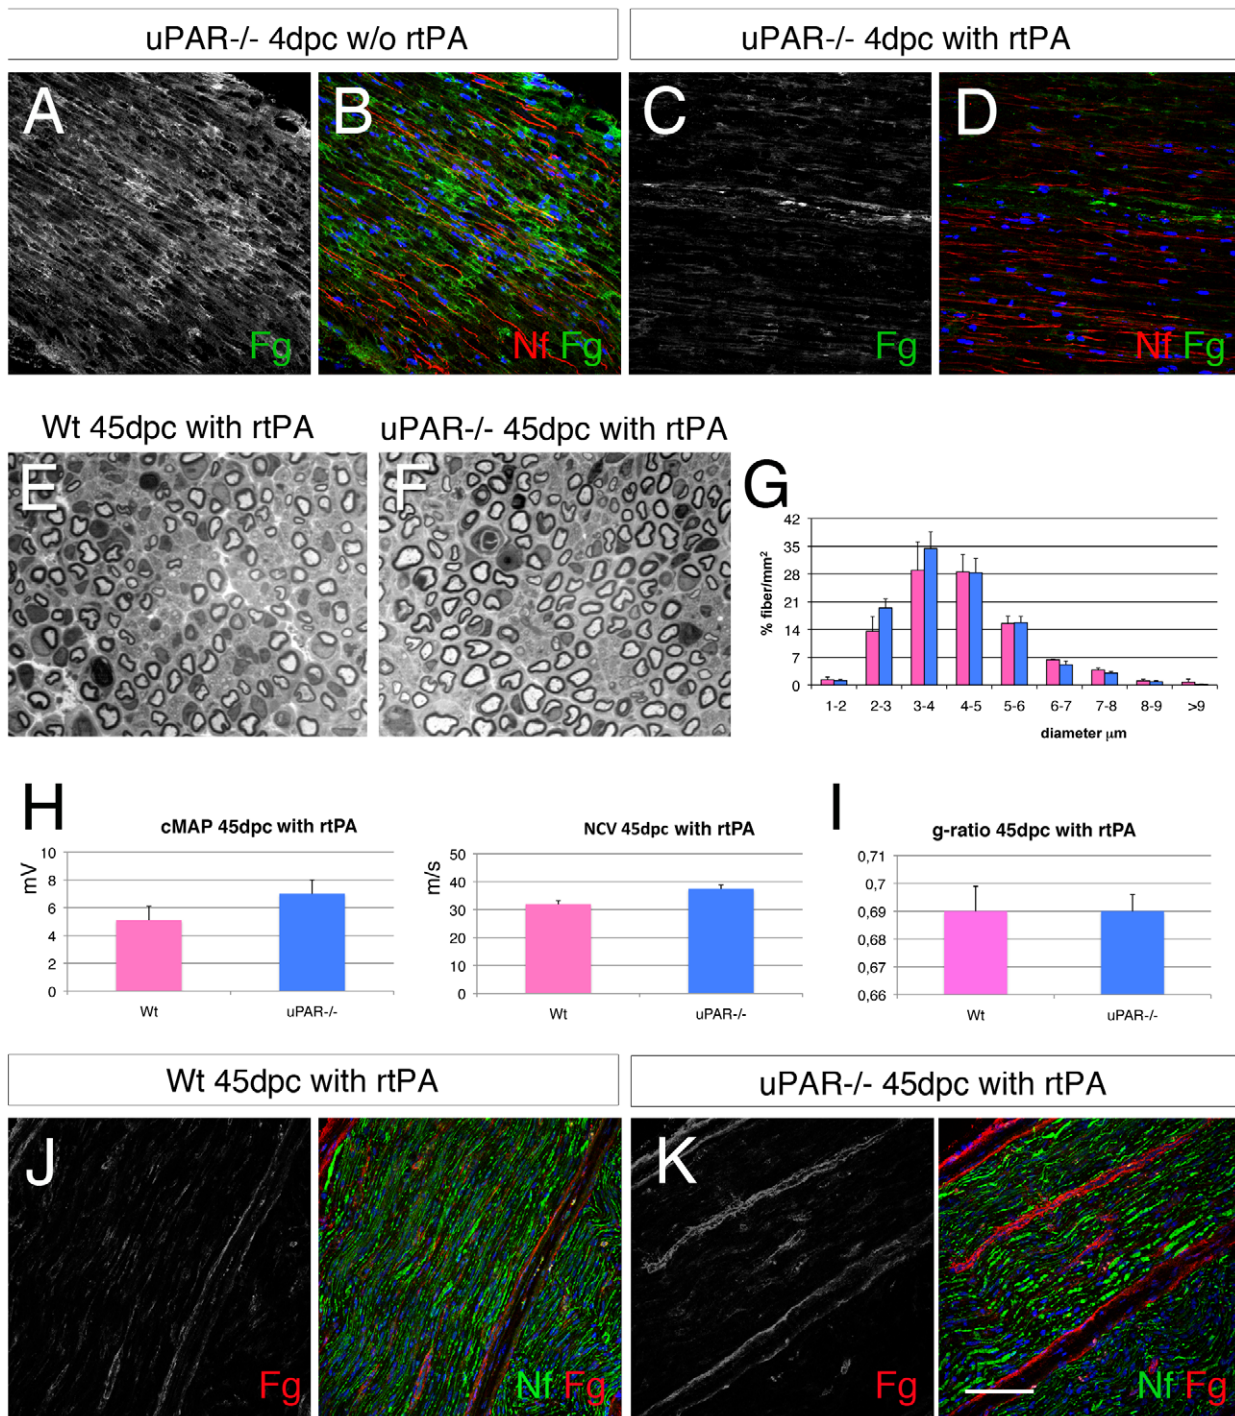 uPAR-/- 4dpc w/o rtPA
uPAR-/- 4dpc with rtPA
A
B
C
D
Fg
Nf Fg
Fg
Nf Fg
Wt 45dpc with rtPA
uPAR-/- 45dpc with rtPA
E
F
G
% fiber/mm²
42
35
28
21
14
7
0
1-2 2-3 3-4 4-5 5-6 6-7 7-8 8-9 >9
diameter µm
H
cMAP 45dpc with rtPA
mV
10
8
6
4
2
0
Wt uPAR-/-
NCV 45dpc with rtPA
m/s
50
40
30
20
10
0
Wt uPAR-/-
I
g-ratio 45dpc with rtPA
0,71
0,7
0,69
0,68
0,67
0,66
Wt uPAR-/-
Wt 45dpc with rtPA
uPAR-/- 45dpc with rtPA
J
K
Fg
Nf Fg
Fg
Nf Fg